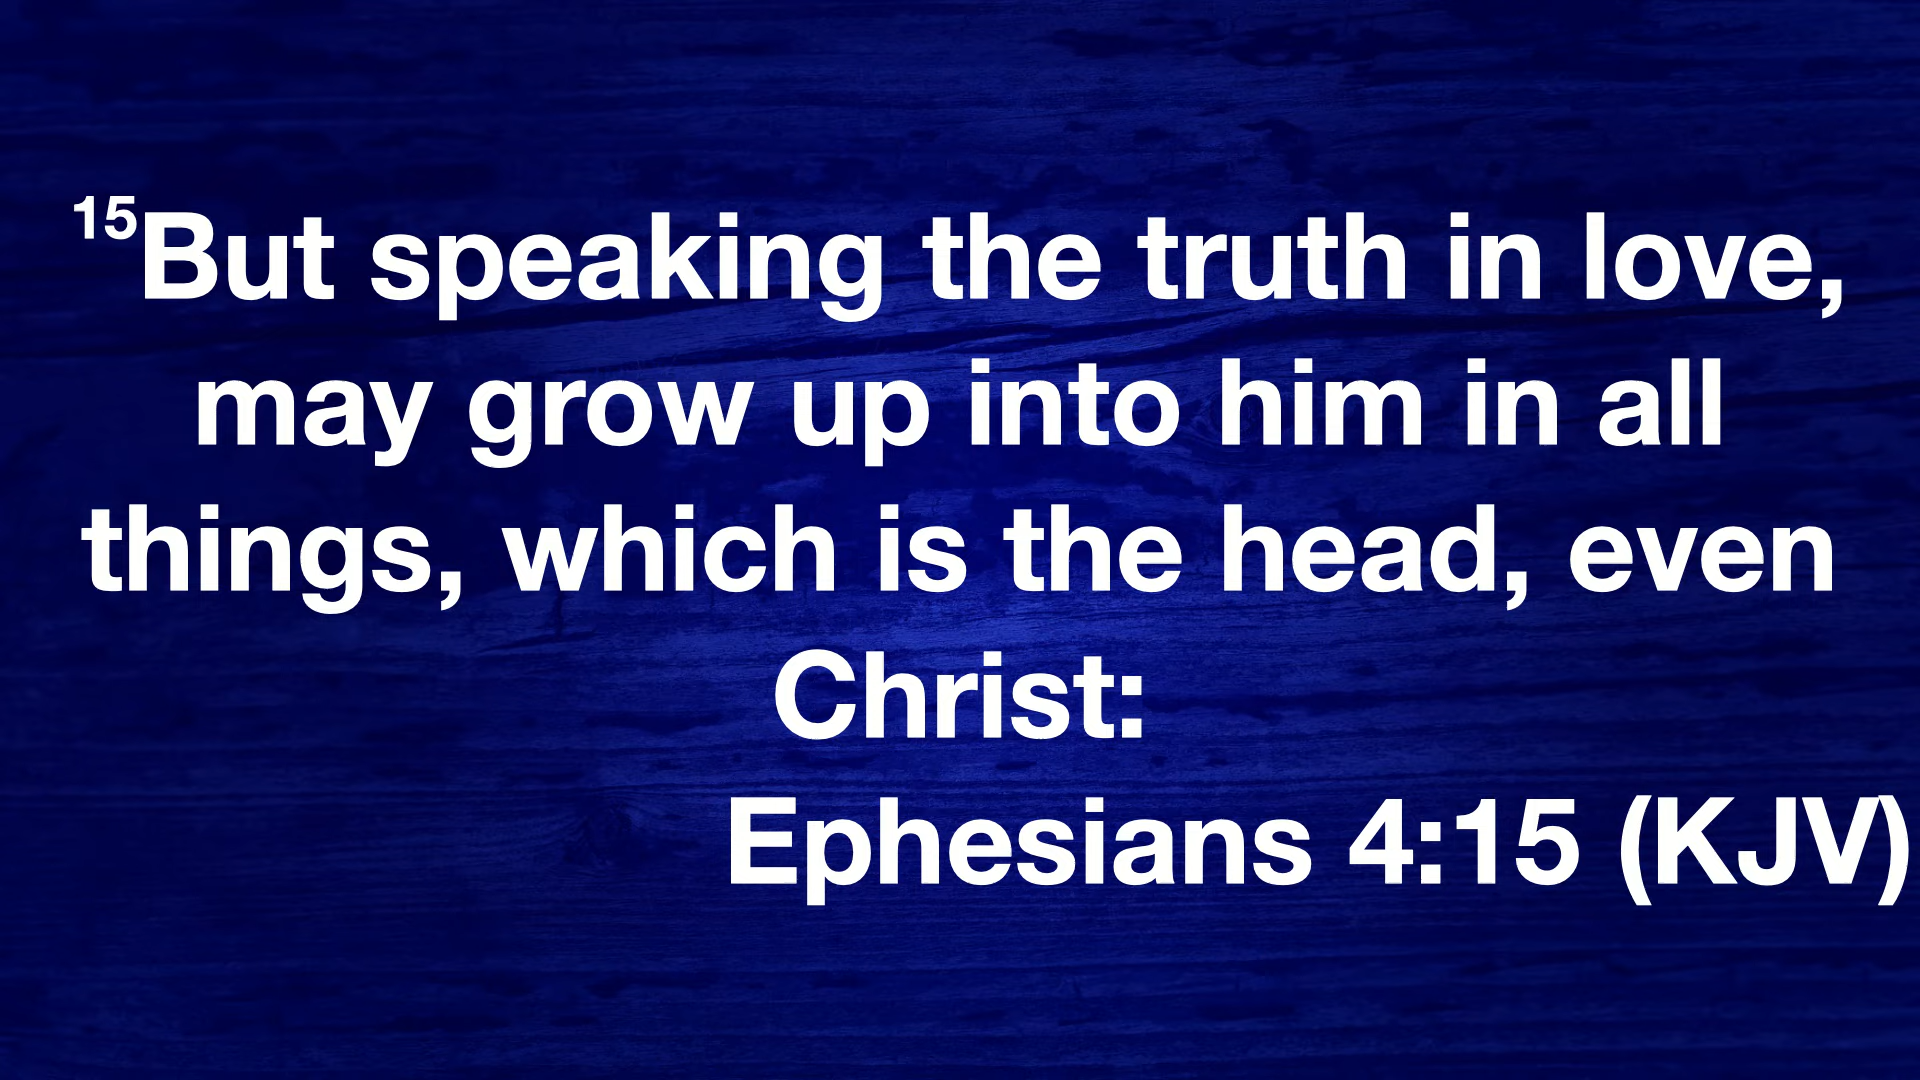 15But speaking the truth in love,
may grow up into him in all
things, which is the head, even
Christ:
Ephesians 4:15 (KJV)